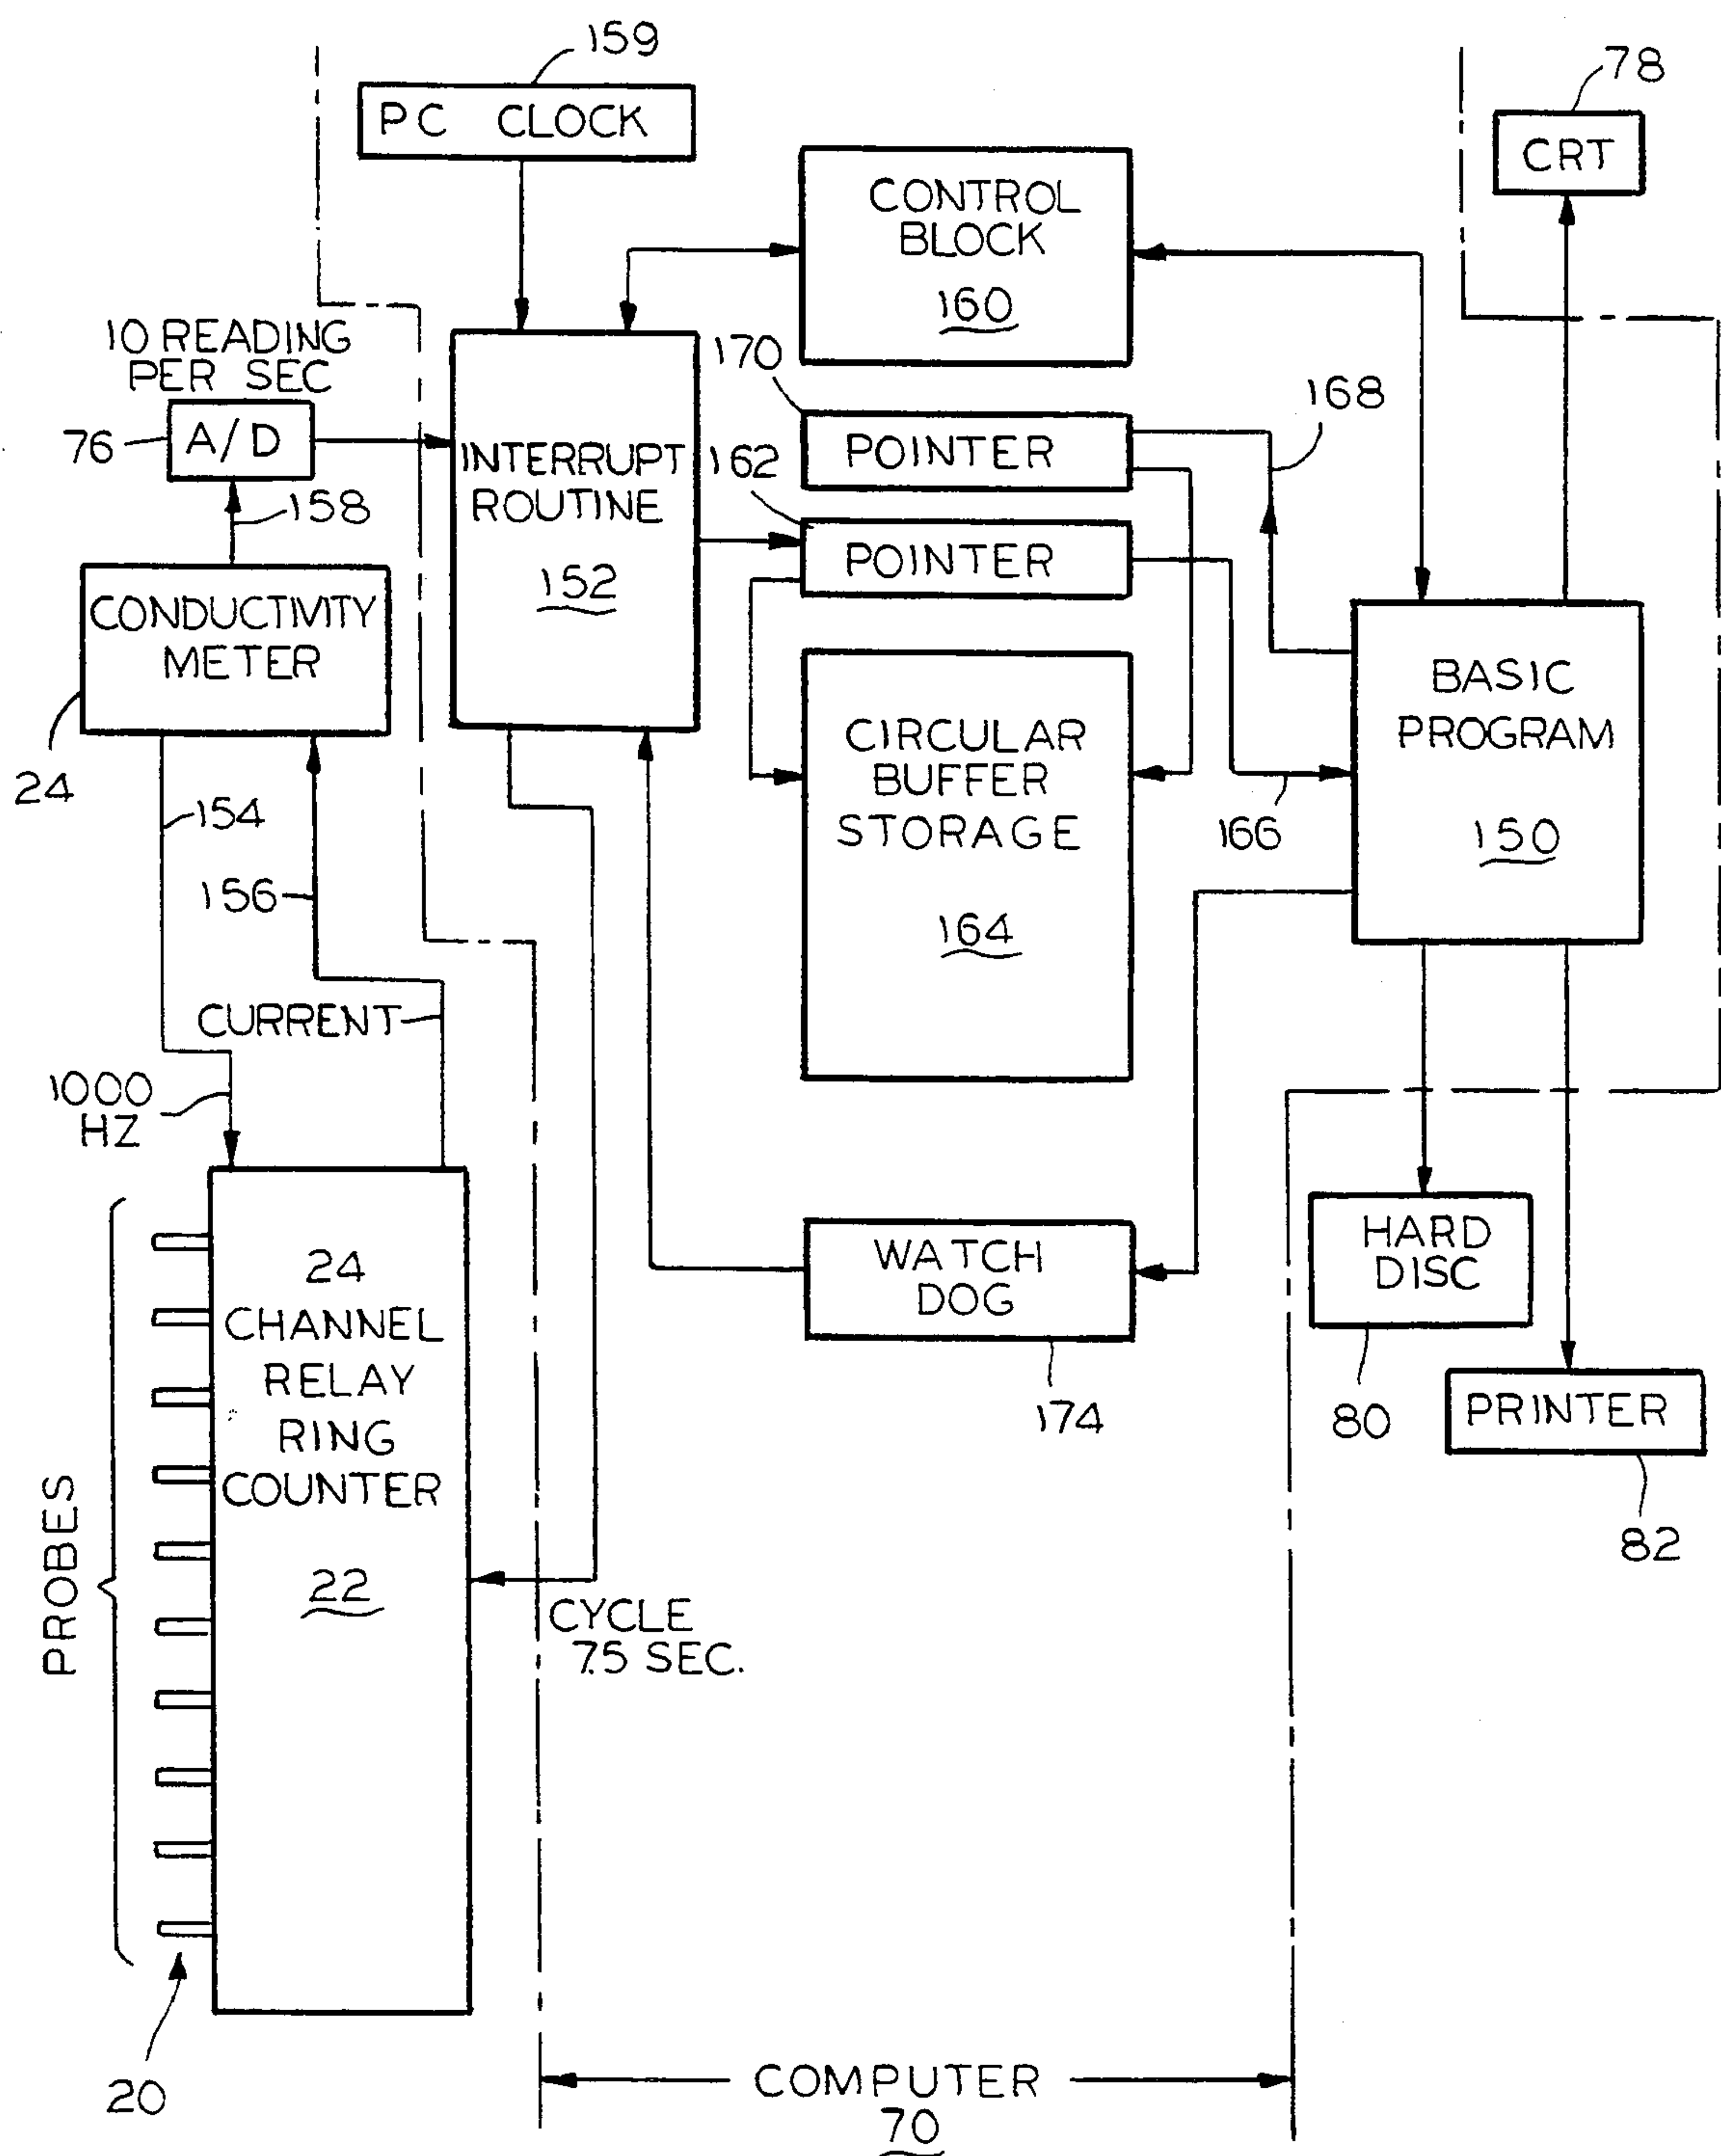 159
PC CLOCK
78
CRT
CONTROL
BLOCK
160
10 READING
PER SEC
76
A/D
158
INTERRUPT
ROUTINE
152
170
POINTER
168
162
POINTER
CONDUCTIVITY
METER
24
154
156
CURRENT
1000
HZ
CIRCULAR
BUFFER
STORAGE
164
166
BASIC
PROGRAM
150
PROBES
24
CHANNEL
RELAY
RING
COUNTER
22
20
CYCLE
7.5 SEC.
WATCH
DOG
174
HARD
DISC
80
PRINTER
82
COMPUTER
70